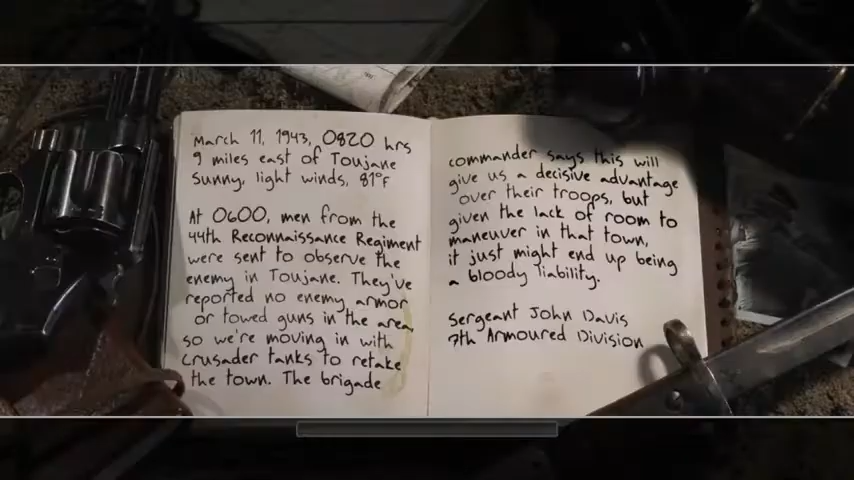 March 11, 1943, 0820 hrs
9 miles east of Toujane
Sunny, light winds, 81°F
At 0600, men from the
44th Reconnaissance Regiment
were sent to observe the
enemy in Toujane. They've
reported no enemy armor
or towed guns in the area,
so we're moving in with
Crusader tanks to retake
the town. The brigade
commander says this will
give us a decisive advantage
over their troops, but
given the lack of room to
maneuver in that town,
it just might end up being
a bloody liability.
Sergeant John Davis
7th Armoured Division